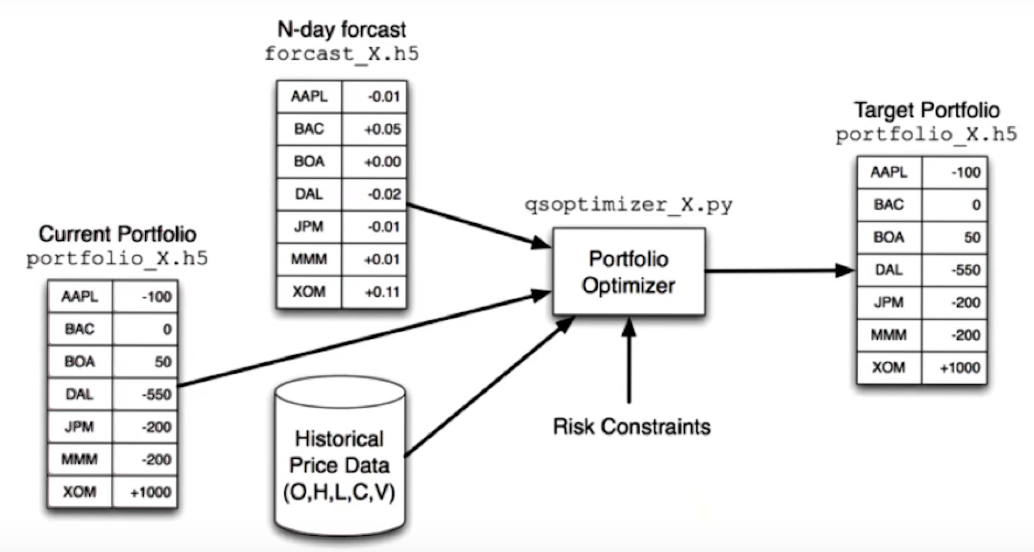 N-day forcast
forcast_X.h5
AAPL -0.01
BAC +0.05
BOA +0.00
DAL -0.02
JPM -0.01
MMM +0.01
XOM +0.11
Current Portfolio
portfolio_X.h5
AAPL -100
BAC 0
BOA 50
DAL -550
JPM -200
MMM -200
XOM +1000
Historical
Price Data
(O,H,L,C,V)
qsoptimizer_X.py
Portfolio
Optimizer
Risk Constraints
Target Portfolio
portfolio_X.h5
AAPL -100
BAC 0
BOA 50
DAL -550
JPM -200
MMM -200
XOM +1000